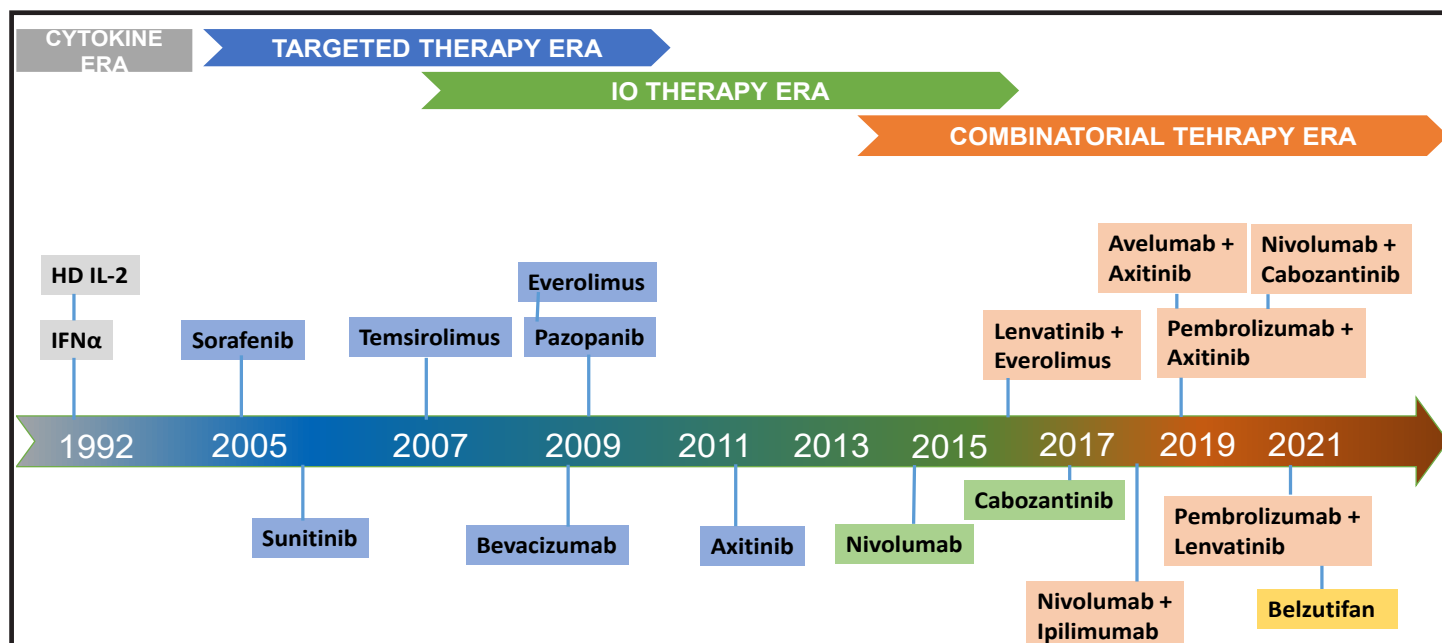 CYTOKINE
ERA
TARGETED THERAPY ERA
IO THERAPY ERA
COMBINATORIAL TEHRAPY ERA
HD IL-2
IFNα
Sorafenib
Temsirolimus
Everolimus
Pazopanib
Lenvatinib +
Everolimus
Avelumab +
Axitinib
Nivolumab +
Cabozantinib
Pembrolizumab +
Axitinib
1992 2005 2007 2009 2011 2013 2015 2017 2019 2021
Sunitinib
Bevacizumab
Axitinib
Nivolumab
Cabozantinib
Nivolumab +
Ipilimumab
Pembrolizumab +
Lenvatinib
Belzutifan